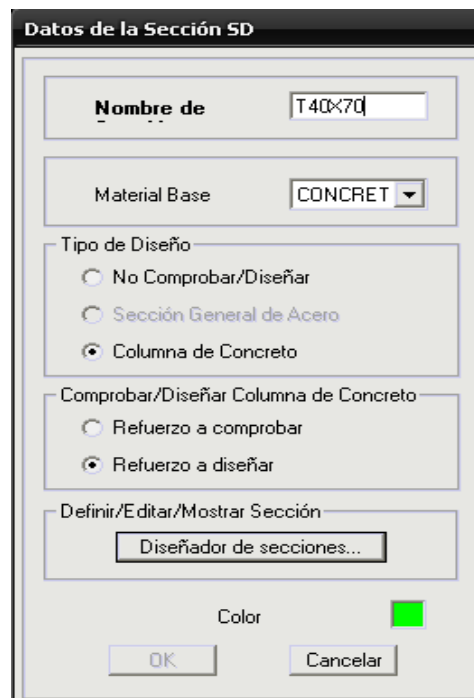 Datos de la Sección SD
Nombre de
T40X70
Material Base
CONCRET
Tipo de Diseño
No Comprobar/Diseñar
Sección General de Acero
Columna de Concreto
Comprobar/Diseñar Columna de Concreto
Refuerzo a comprobar
Refuerzo a diseñar
Definir/Editar/Mostrar Sección
Diseñador de secciones...
Color
OK
Cancelar